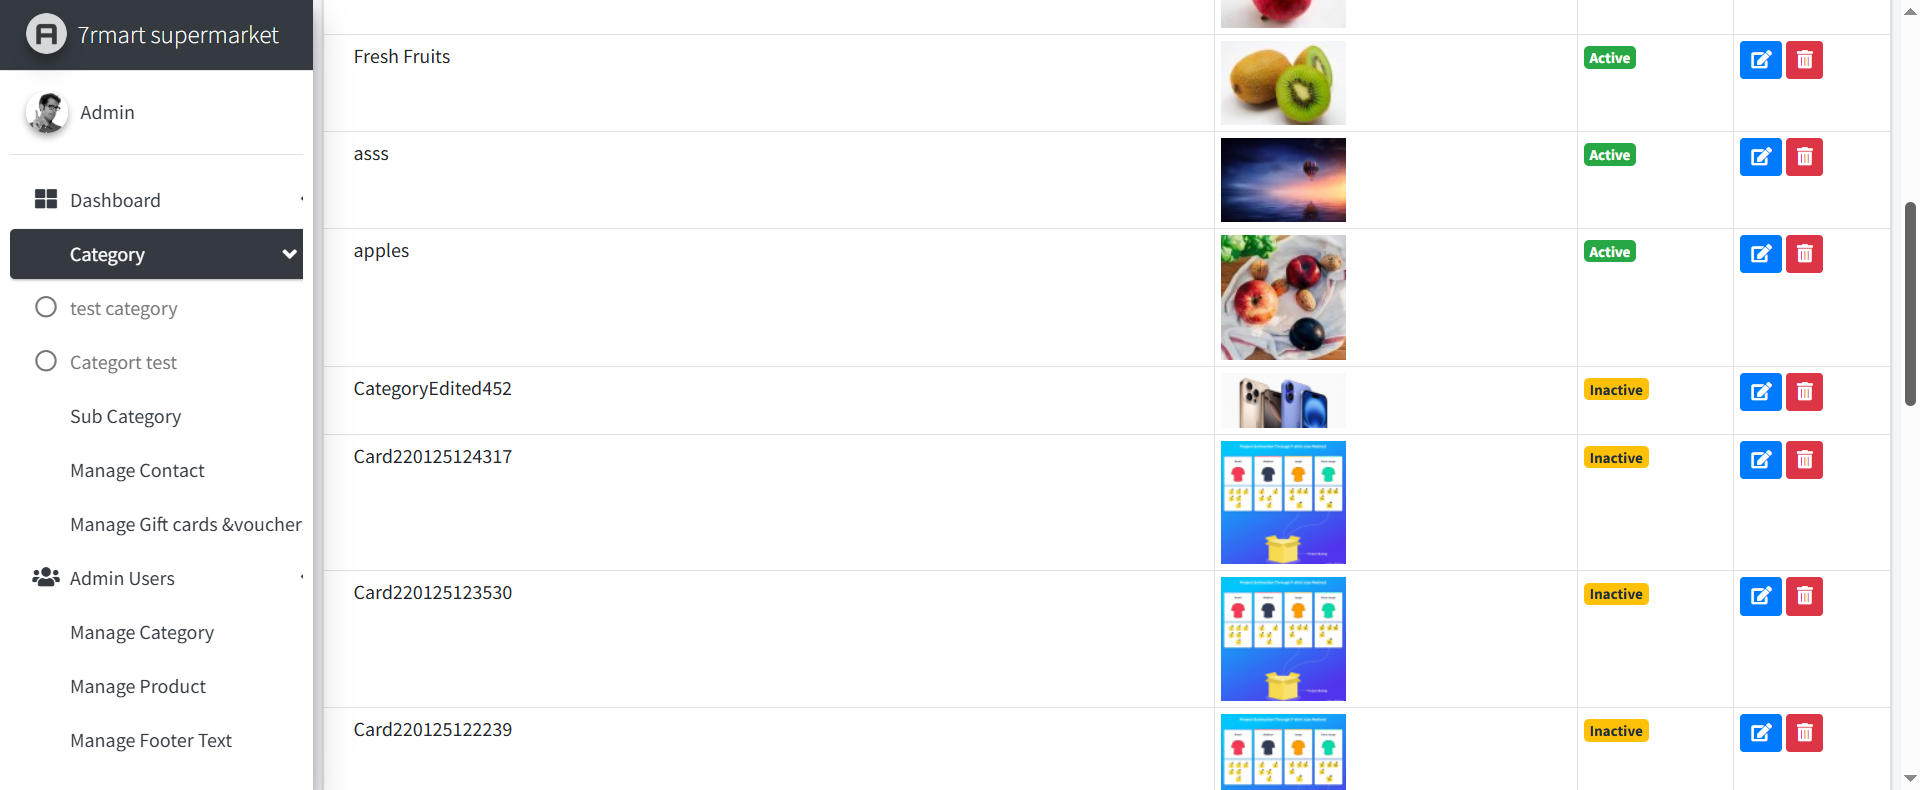 7rmart supermarket
Admin
Dashboard
Category
test category
Categort test
Sub Category
Manage Contact
Manage Gift cards &voucher
Admin Users
Manage Category
Manage Product
Manage Footer Text
Fresh Fruits
Active
asss
Active
apples
Active
CategoryEdited452
Inactive
Card220125124317
Inactive
Card220125123530
Inactive
Card220125122239
Inactive